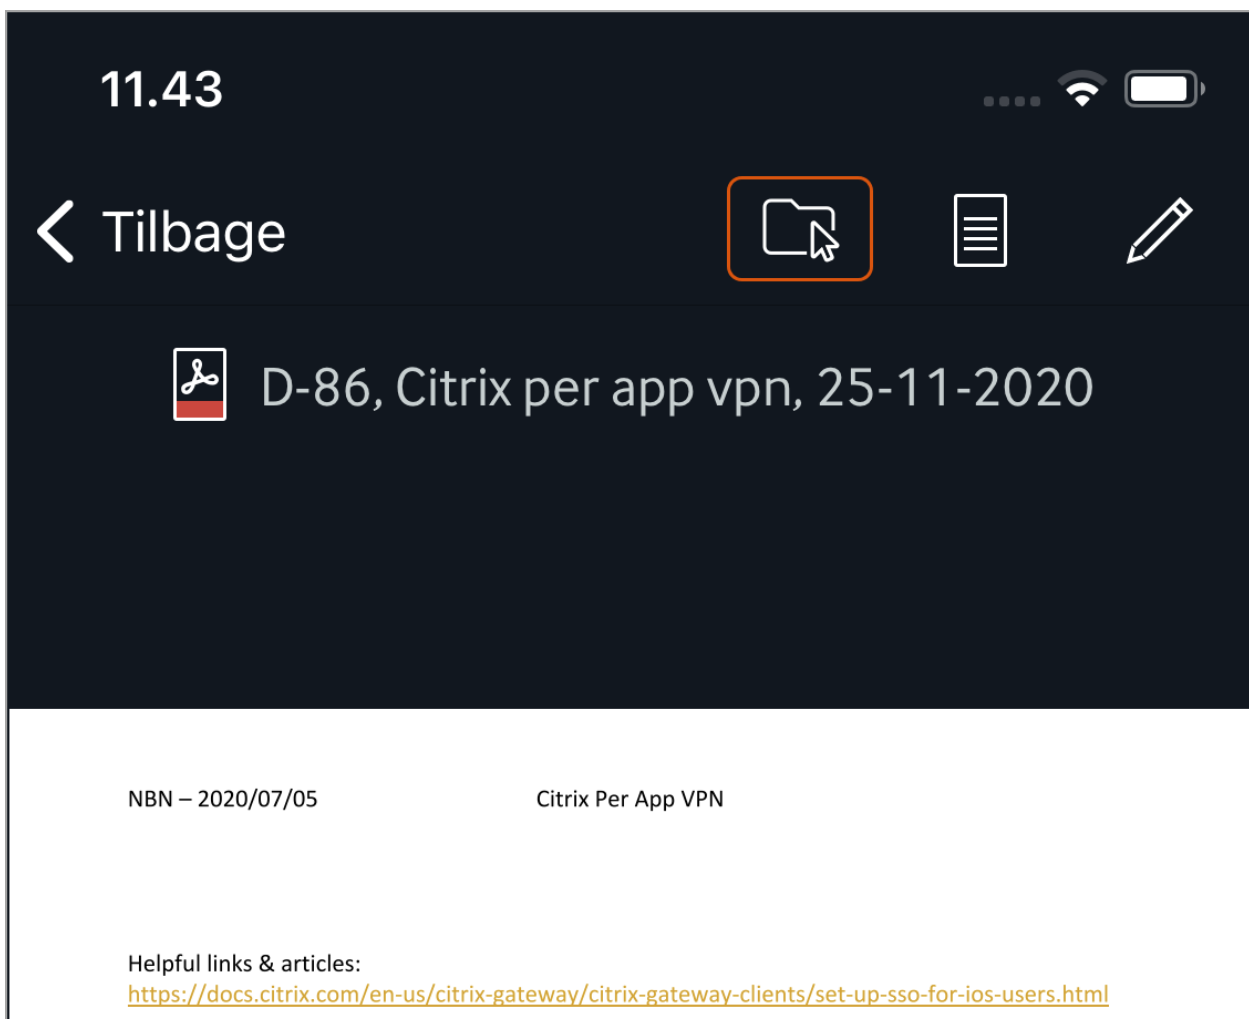 11.43
Tilbage
D-86, Citrix per app vpn, 25-11-2020
NBN – 2020/07/05 Citrix Per App VPN
Helpful links & articles:
https://docs.citrix.com/en-us/citrix-gateway/citrix-gateway-clients/set-up-sso-for-ios-users.html